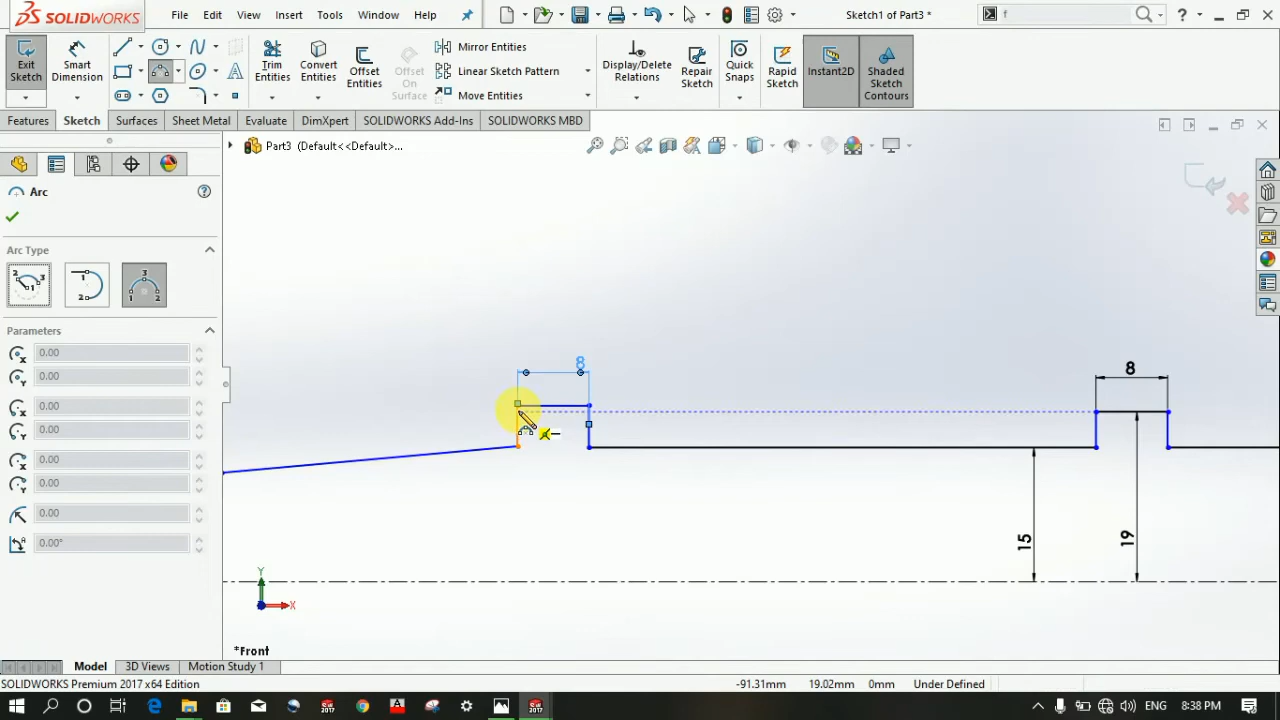 SOLIDWORKS
File Edit View Insert Tools Window Help
Sketch1 of Part3 *
f
Exit Sketch
Smart Dimension
Trim Entities
Convert Entities
Offset Entities
Offset On Surface
Mirror Entities
Linear Sketch Pattern
Move Entities
Display/Delete Relations
Repair Sketch
Quick Snaps
Rapid Sketch
Instant2D
Shaded Sketch Contours
Features Sketch Surfaces Sheet Metal Evaluate DimXpert SOLIDWORKS Add-Ins SOLIDWORKS MBD
Part3 (Default<<Default>...
Arc
Arc Type
Parameters
0.00
0.00
0.00
0.00
0.00
0.00
0.00
0.00°
8
8
15
19
Y
X
*Front
Model 3D Views Motion Study 1
SOLIDWORKS Premium 2017 x64 Edition
-91.31mm 19.02mm 0mm Under Defined
ENG 8:38 PM